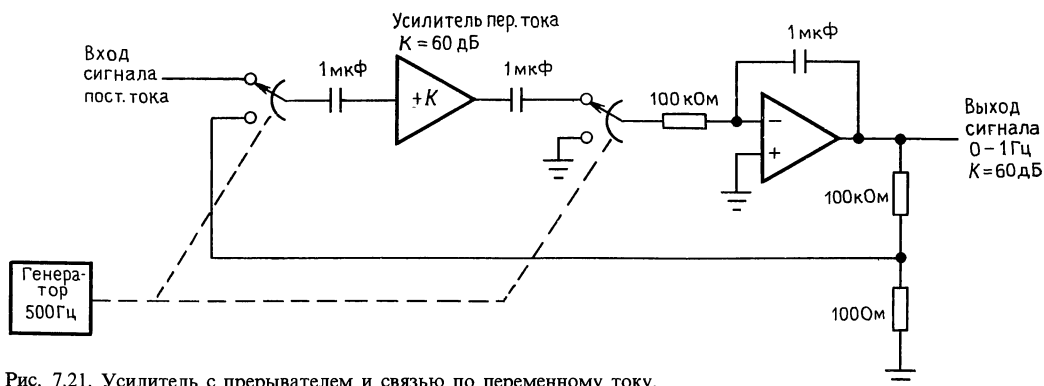 Усилитель пер. тока
K = 60 дБ
Вход
сигнала
пост. тока
1 мкФ
±K
1 мкФ
100 кОм
1 мкФ
−
+
Выход
сигнала
0 – 1 Гц
K = 60 дБ
100 кОм
100 Ом
Генера-
тор
500 Гц
Рис. 7.21. Усилитель с прерывателем и связью по переменному току.